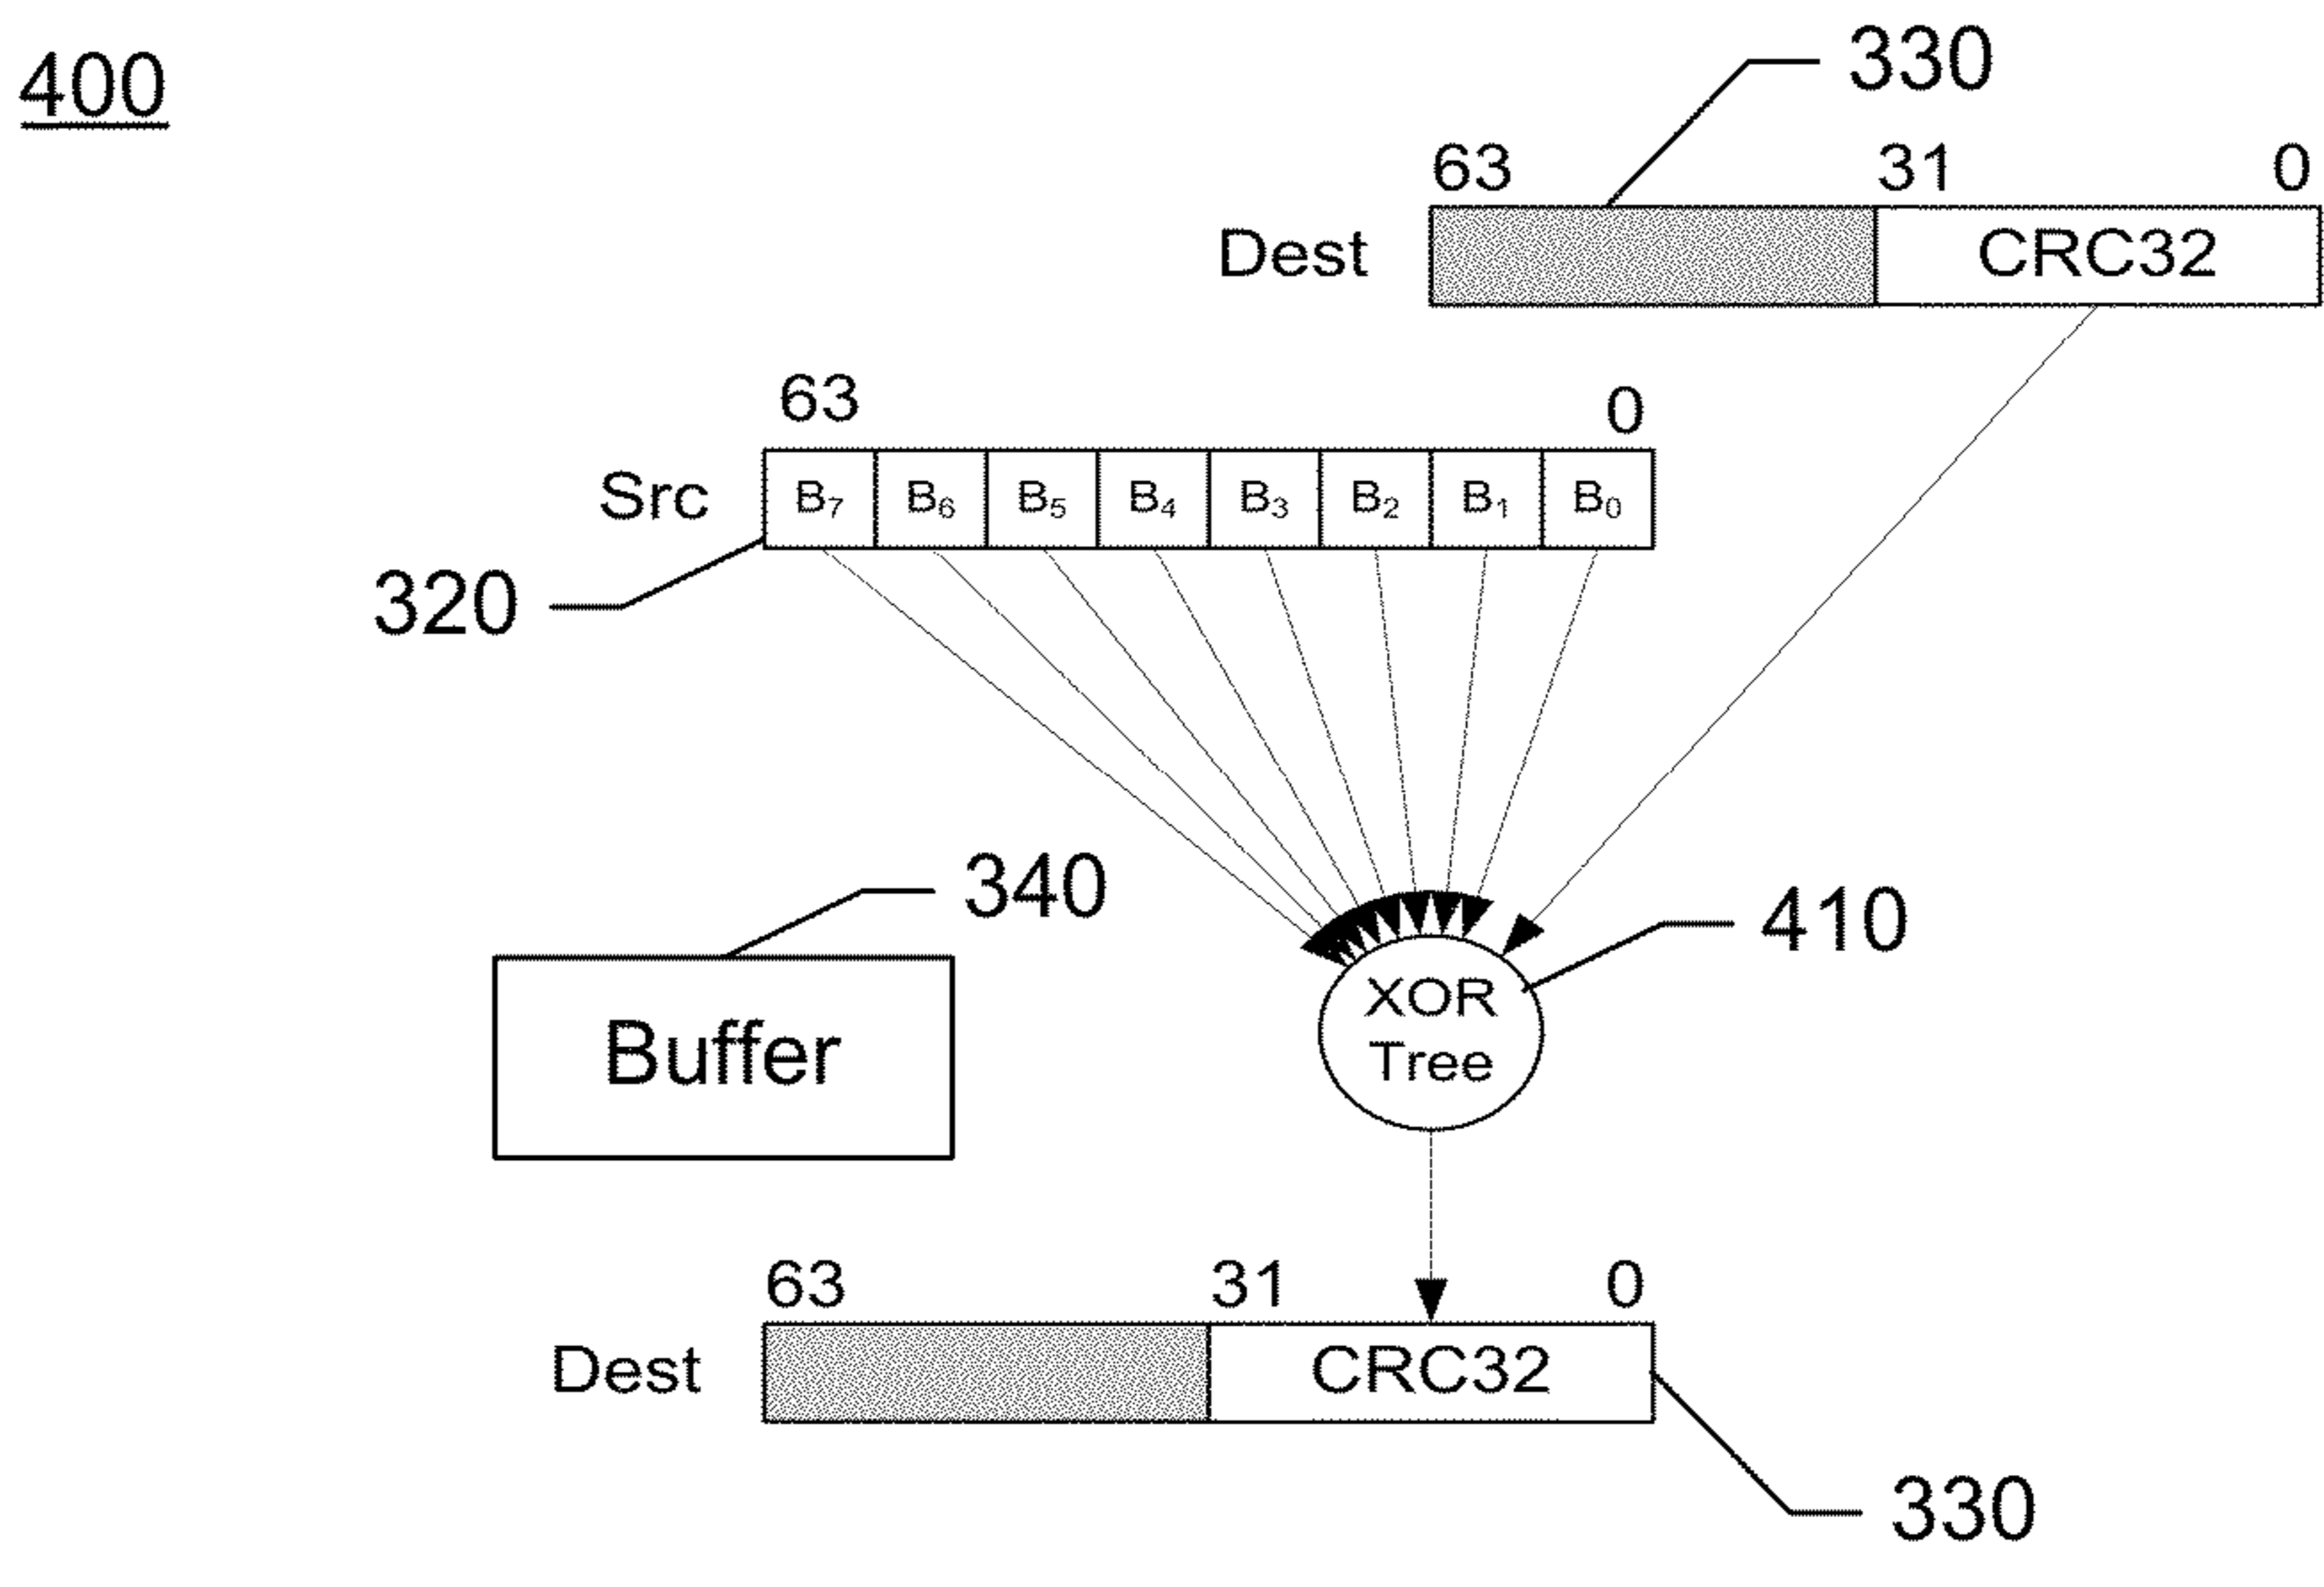 400
330
63 31 0
Dest CRC32
63 0
Src B₇ B₆ B₅ B₄ B₃ B₂ B₁ B₀
320
340
410
XOR
Tree
Buffer
63 31 0
Dest CRC32
330